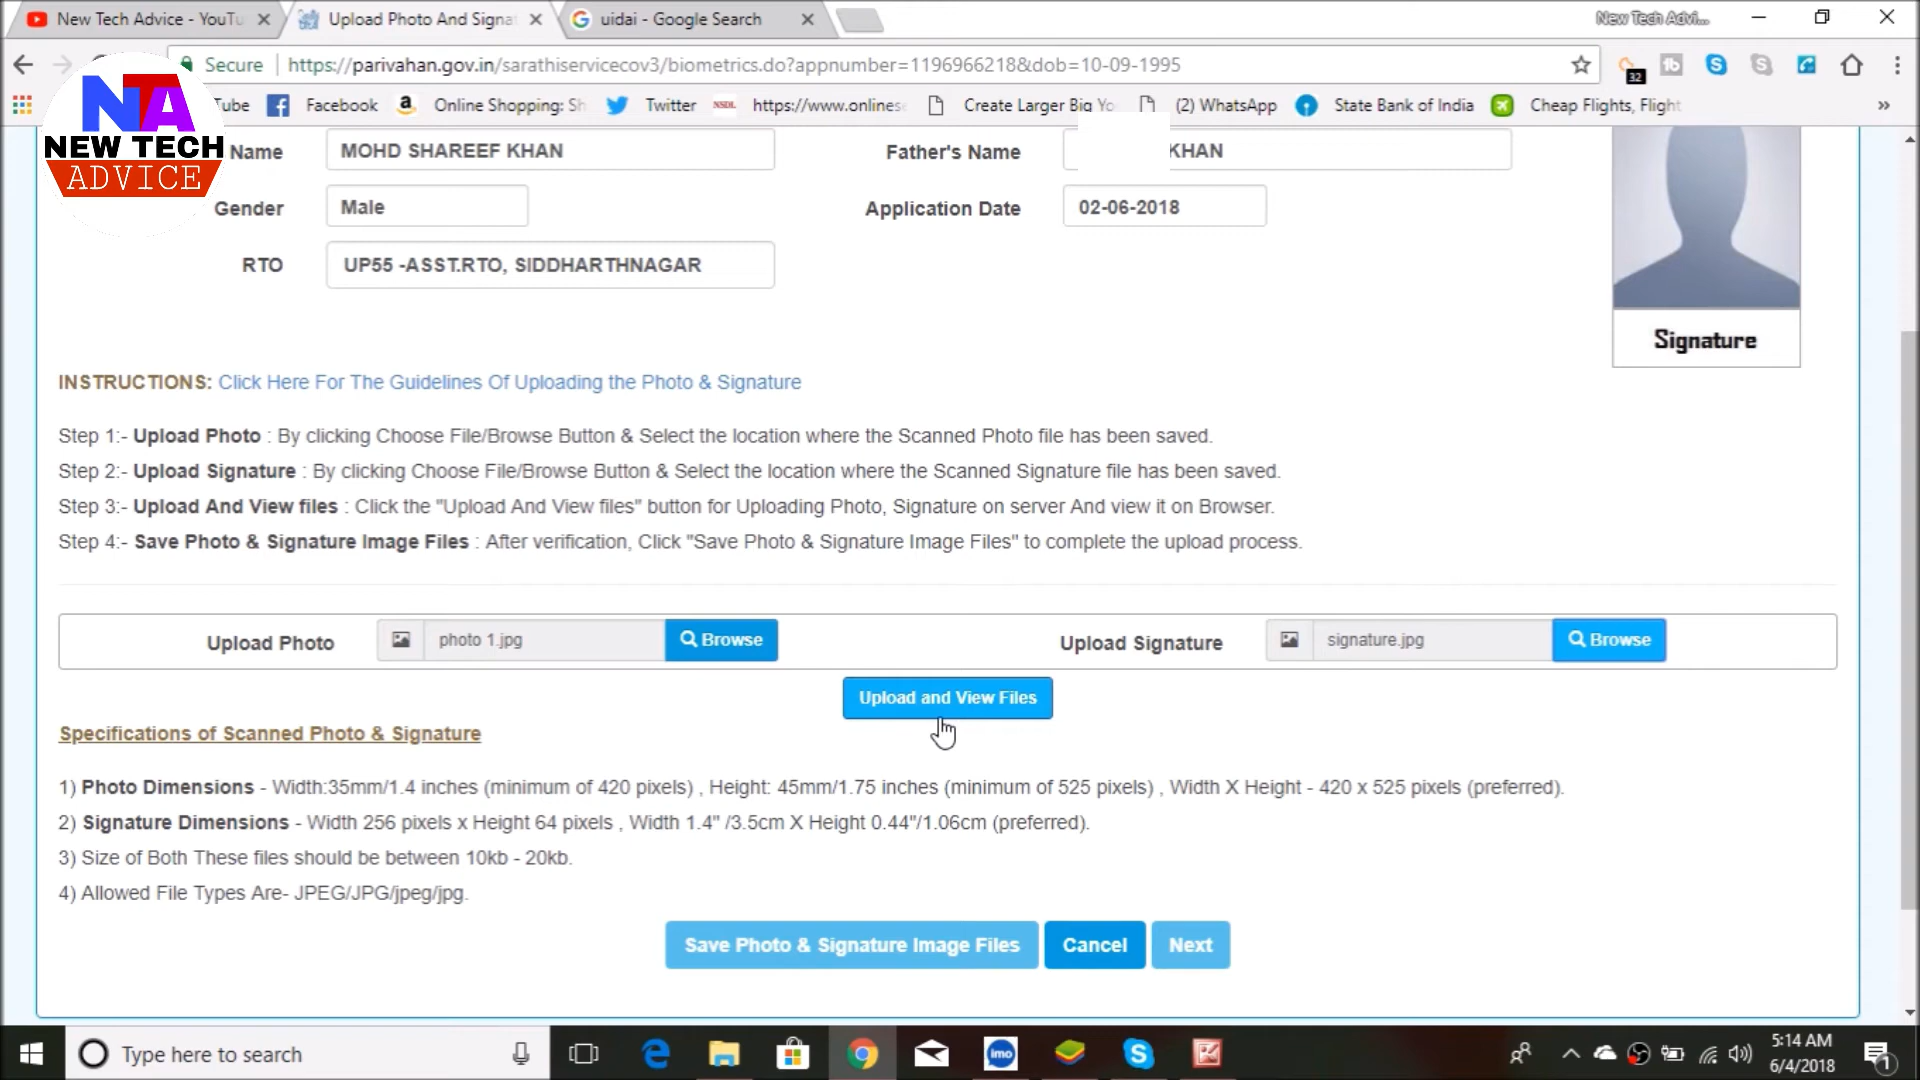 New Tech Advice - YouTu
Upload Photo And Signat
uidai - Google Search
New Tech Advi...
Secure
https://parivahan.gov.in/sarathiservicecov3/biometrics.do?appnumber=1196966218&dob=10-09-1995
32
Tube
Facebook
Online Shopping: Sh
Twitter
NSDL
https://www.onlinese
Create Larger Big Yo
(2) WhatsApp
State Bank of India
Cheap Flights, Flight
»
NTA
NEW TECH
ADVICE
Name
MOHD SHAREEF KHAN
Father's Name
KHAN
Gender
Male
Application Date
02-06-2018
RTO
UP55 -ASST.RTO, SIDDHARTHNAGAR
Signature
INSTRUCTIONS: Click Here For The Guidelines Of Uploading the Photo & Signature
Step 1:- Upload Photo : By clicking Choose File/Browse Button & Select the location where the Scanned Photo file has been saved.
Step 2:- Upload Signature : By clicking Choose File/Browse Button & Select the location where the Scanned Signature file has been saved.
Step 3:- Upload And View files : Click the "Upload And View files" button for Uploading Photo, Signature on server And view it on Browser.
Step 4:- Save Photo & Signature Image Files : After verification, Click "Save Photo & Signature Image Files" to complete the upload process.
Upload Photo
photo 1.jpg
Browse
Upload Signature
signature.jpg
Browse
Upload and View Files
Specifications of Scanned Photo & Signature
1) Photo Dimensions - Width:35mm/1.4 inches (minimum of 420 pixels) , Height: 45mm/1.75 inches (minimum of 525 pixels) , Width X Height - 420 x 525 pixels (preferred).
2) Signature Dimensions - Width 256 pixels x Height 64 pixels , Width 1.4" /3.5cm X Height 0.44"/1.06cm (preferred).
3) Size of Both These files should be between 10kb - 20kb.
4) Allowed File Types Are- JPEG/JPG/jpeg/jpg.
Save Photo & Signature Image Files
Cancel
Next
Type here to search
imo
5:14 AM
6/4/2018
1